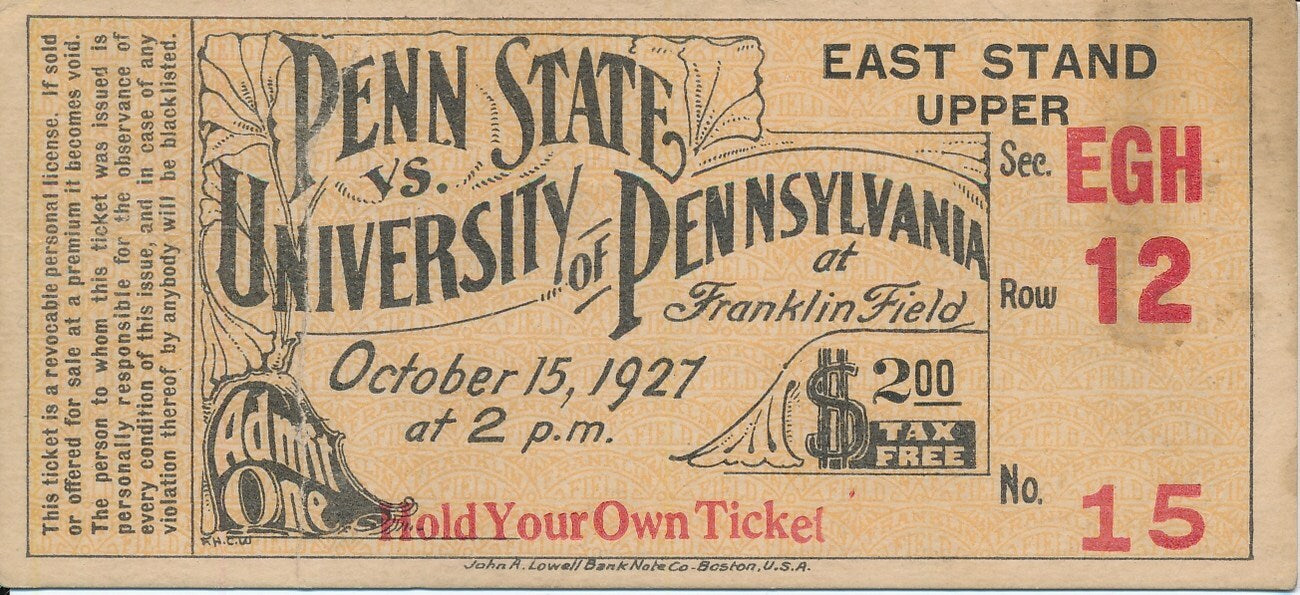 This ticket is a revocable personal license. If sold
or offered for sale at a premium it becomes void.
The person to whom this ticket was issued is
personally responsible for the observance of
every condition of this issue, and in case of any
violation thereof by anybody will be blacklisted.
PENN STATE
VS.
UNIVERSITY OF PENNSYLVANIA
at
Franklin Field
October 15, 1927
at 2 p.m.
$ 2.00
TAX
FREE
Admit
One
Hold Your Own Ticket
EAST STAND
UPPER
Sec. EGH
Row 12
No. 15
John A. Lowell Bank Note Co-Boston, U.S.A.